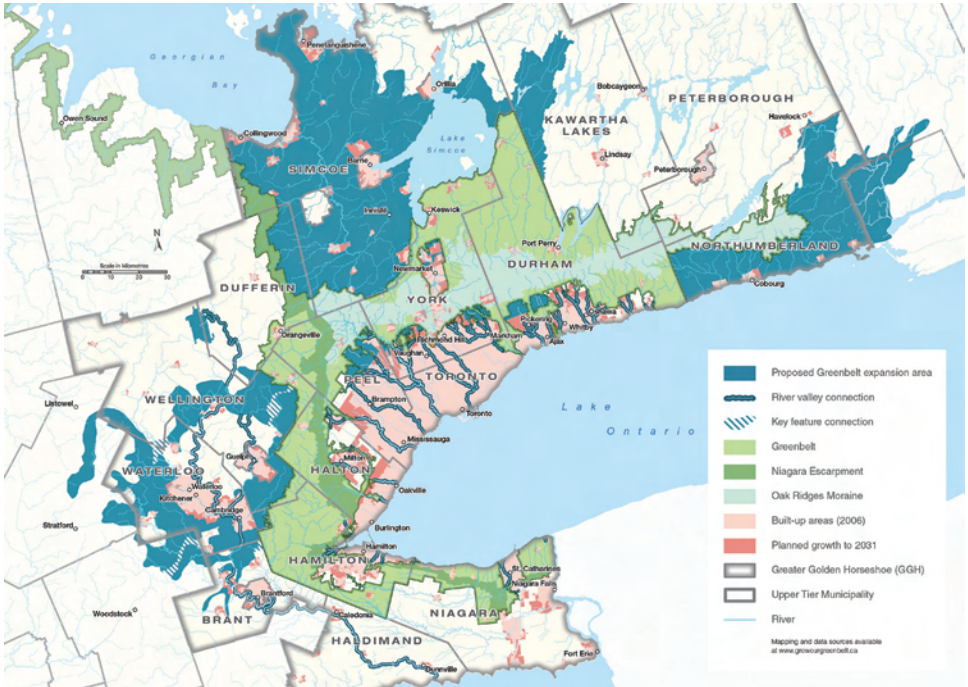 Georgian
Bay
Penetanguishene
Orillia
Owen Sound
Collingwood
Lake
Simcoe
SIMCOE
Barrie
Innisfil
Keswick
Bobcaygeon
PETERBOROUGH
KAWARTHA
LAKES
Havelock
Lindsay
Peterborough
N
Scale in kilometres
Port Perry
NORTHUMBERLAND
Newmarket
DURHAM
Cobourg
DUFFERIN
YORK
Orangeville
Richmond Hill
Vaughan
Markham
Pickering
Oshawa
Whitby
Ajax
PEEL
TORONTO
Brampton
Toronto
Listowel
WELLINGTON
Mississauga
Lake
Ontario
Guelph
HALTON
Milton
WATERLOO
Waterloo
Kitchener
Cambridge
Oakville
Stratford
Burlington
Hamilton
HAMILTON
St. Catharines
Niagara Falls
Woodstock
Brantford
BRANT
Caledonia
NIAGARA
HALDIMAND
Dunnville
Fort Erie
Proposed Greenbelt expansion area
River valley connection
Key feature connection
Greenbelt
Niagara Escarpment
Oak Ridges Moraine
Built-up areas (2006)
Planned growth to 2031
Greater Golden Horseshoe (GGH)
Upper Tier Municipality
River
Mapping and data sources available
at www.growourgreenbelt.ca